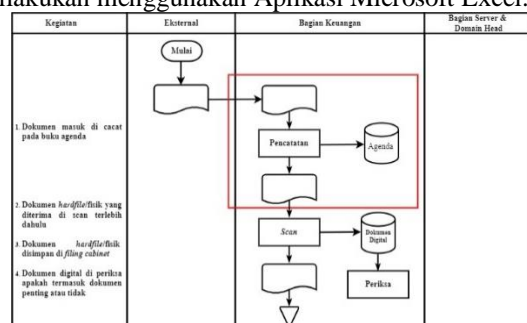 lakukan menggunakan Aplikasi Microsoft Excel.
Kegiatan
Eksternal
Bagian Keuangan
Bagian Server &
Domain Head
Mulai
1. Dokumen masuk di cacat
pada buku agenda
Pencatatan
Agenda
2. Dokumen hardfile/fisik yang
diterima di scan terlebih
dahulu
3. Dokumen hardfile/fisik
disimpan di filing cabinet
4. Dokumen digital di periksa
apakah termasuk dokumen
penting atau tidak
Scan
Dokumen
Digital
Periksa